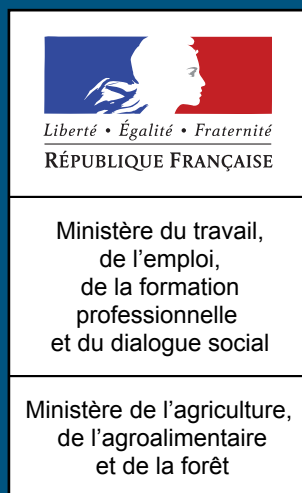 Liberté • Égalité • Fraternité
RÉPUBLIQUE FRANÇAISE
Ministère du travail,
de l’emploi,
de la formation
professionnelle
et du dialogue social
Ministère de l’agriculture,
de l’agroalimentaire
et de la forêt